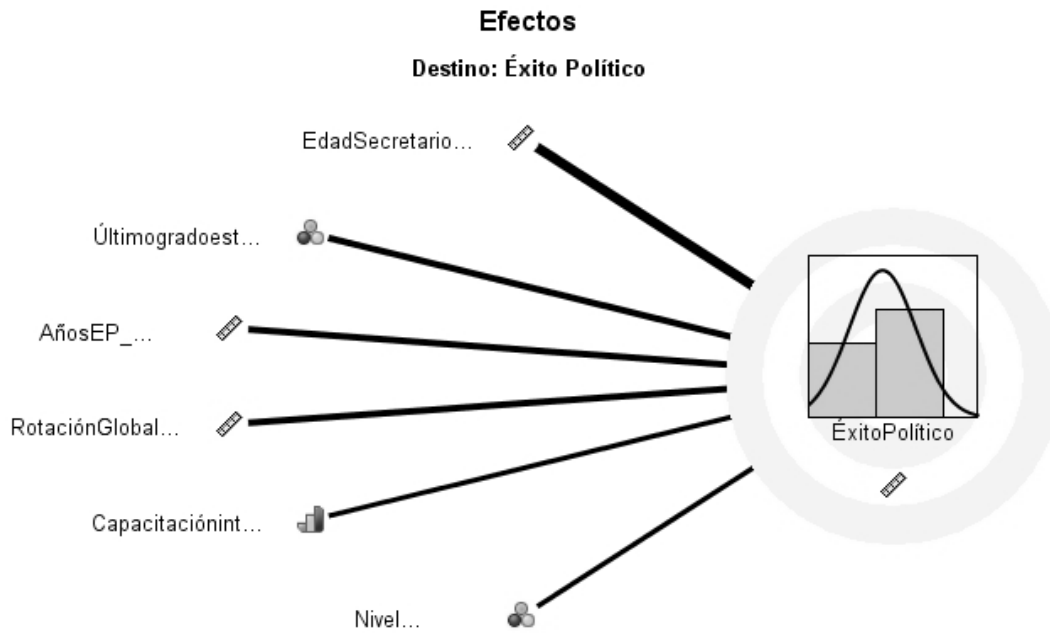 Efectos
Destino: Éxito Político
EdadSecretario...
Últimogradoest...
AñosEP_...
RotaciónGlobal...
Capacitaciónint...
Nivel...
ÉxitoPolítico